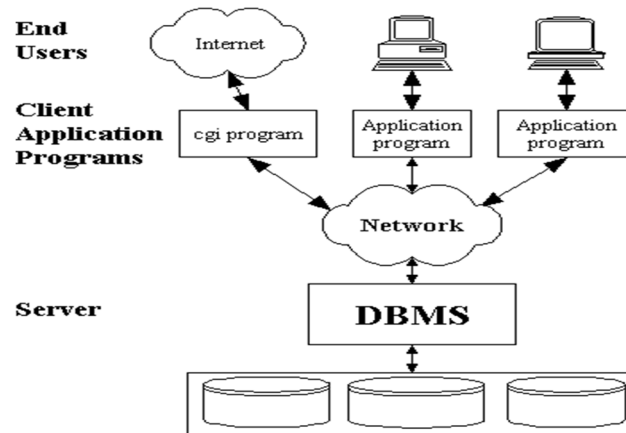 End
Users
Internet
Client
Application
Programs
cgi program
Application
program
Application
program
Network
Server
DBMS